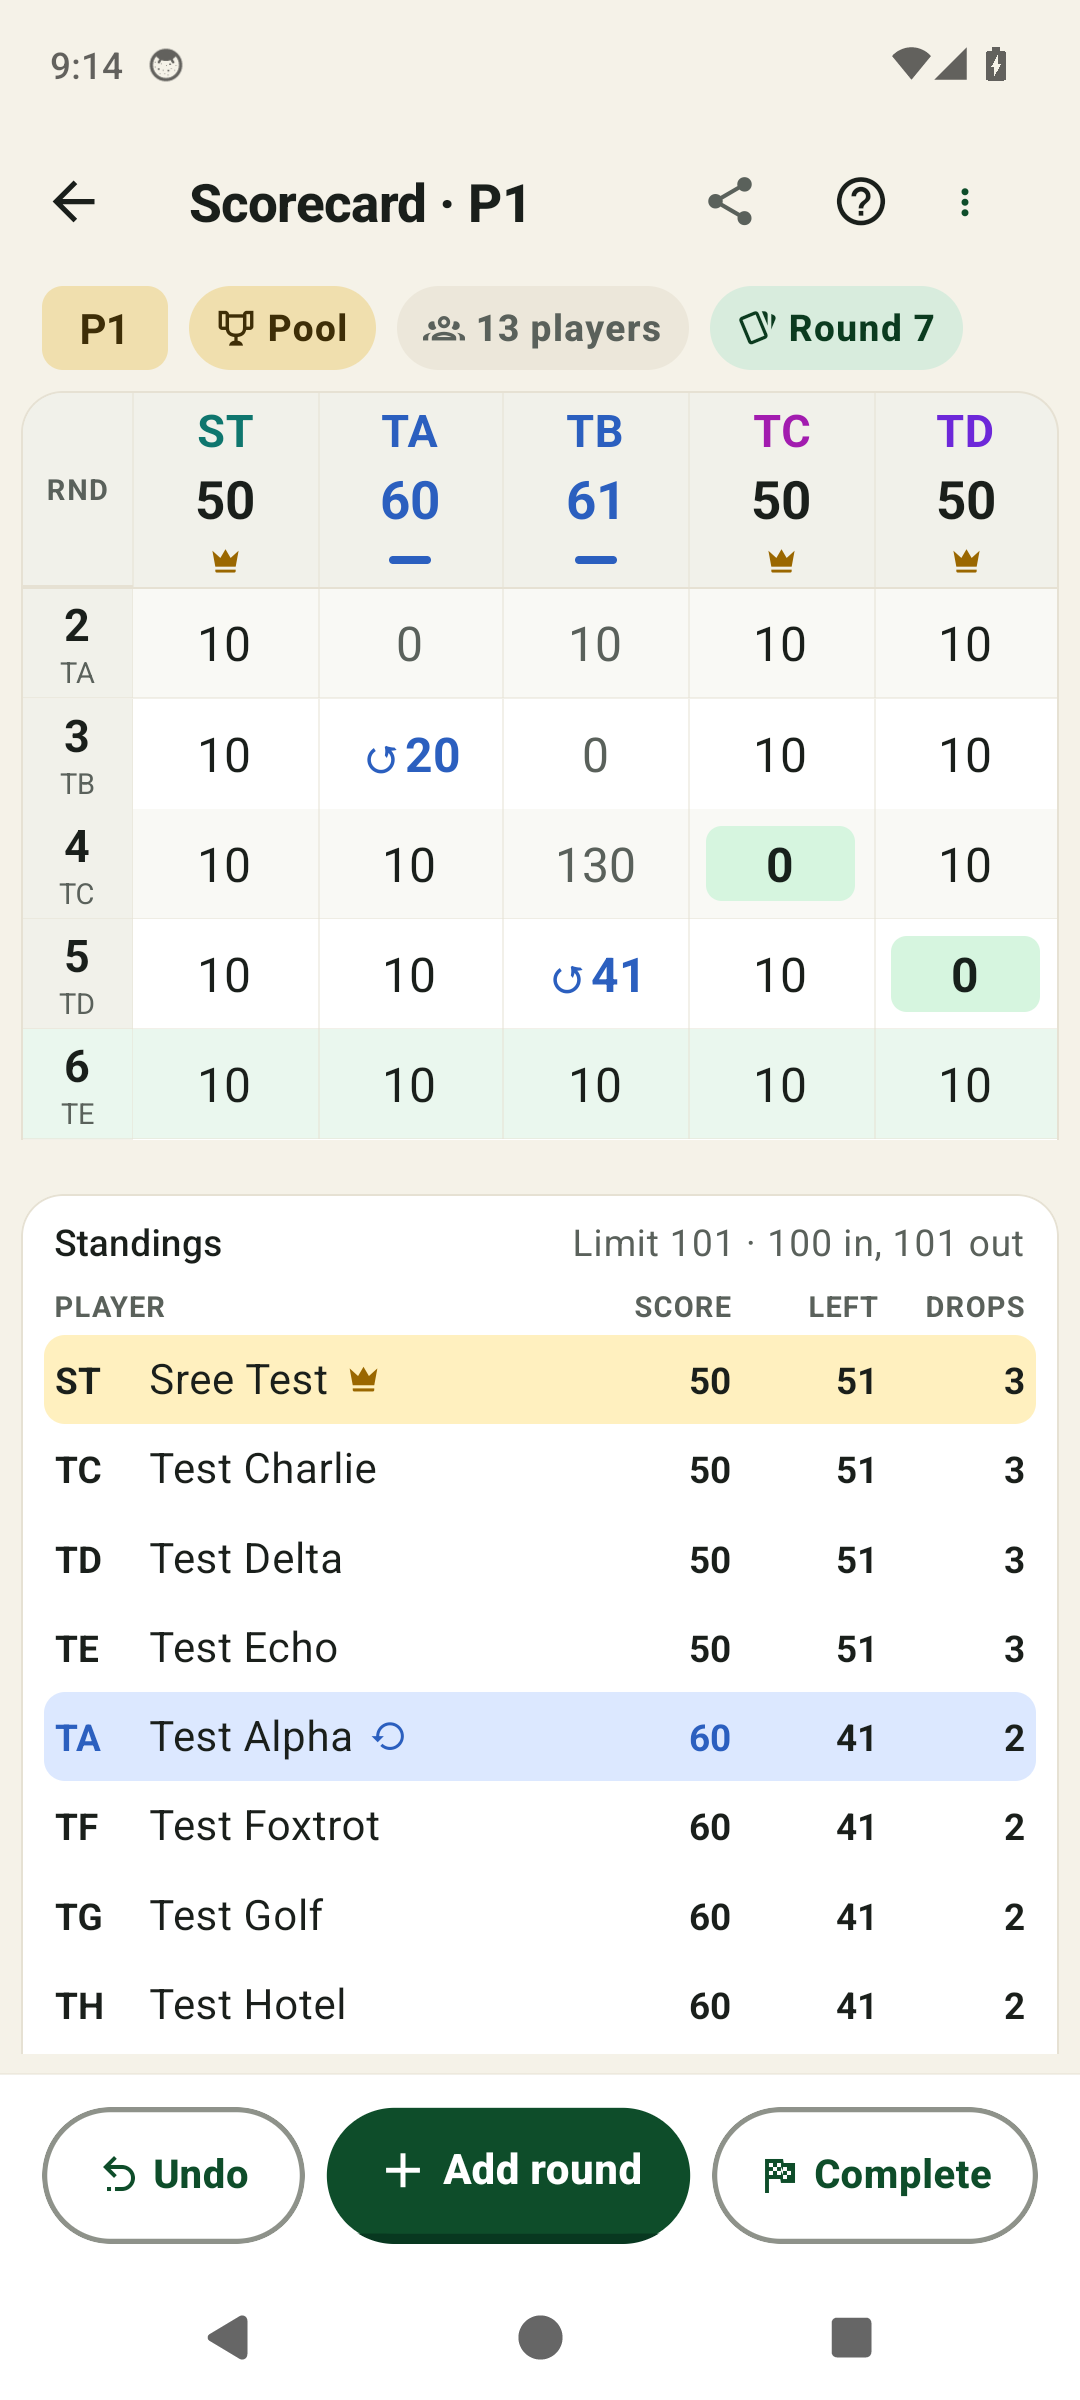 9:14
Scorecard · P1
P1 Pool 13 players Round 7
RND ST TA TB TC TD
50 60 61 50 50
2 TA 10 0 10 10 10
3 TB 10 20 0 10 10
4 TC 10 10 130 0 10
5 TD 10 10 41 10 0
6 TE 10 10 10 10 10
Standings Limit 101 · 100 in, 101 out
PLAYER SCORE LEFT DROPS
ST Sree Test 50 51 3
TC Test Charlie 50 51 3
TD Test Delta 50 51 3
TE Test Echo 50 51 3
TA Test Alpha 60 41 2
TF Test Foxtrot 60 41 2
TG Test Golf 60 41 2
TH Test Hotel 60 41 2
Undo + Add round Complete